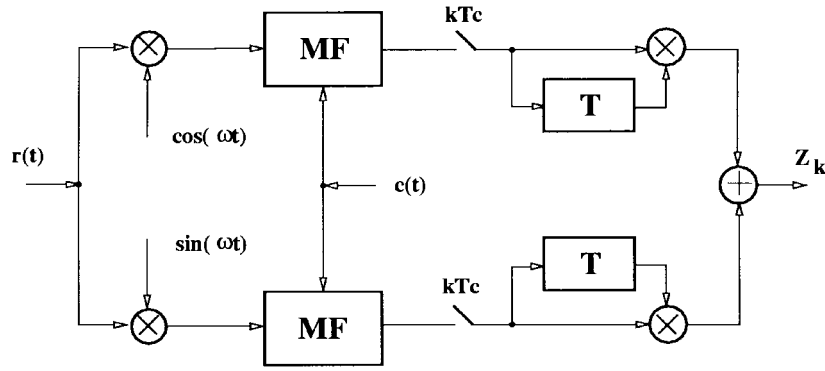 kTc
MF
T
cos( ωt)
r(t)
c(t)
Z k
sin( ωt)
T
kTc
MF